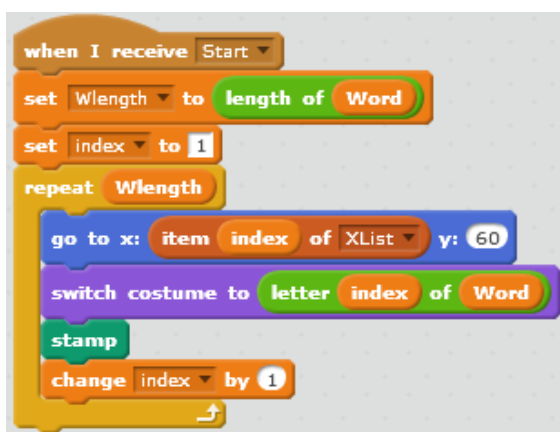 when I receive Start
set Wlength to length of Word
set index to 1
repeat Wlength
go to x: item index of XList y: 60
switch costume to letter index of Word
stamp
change index by 1